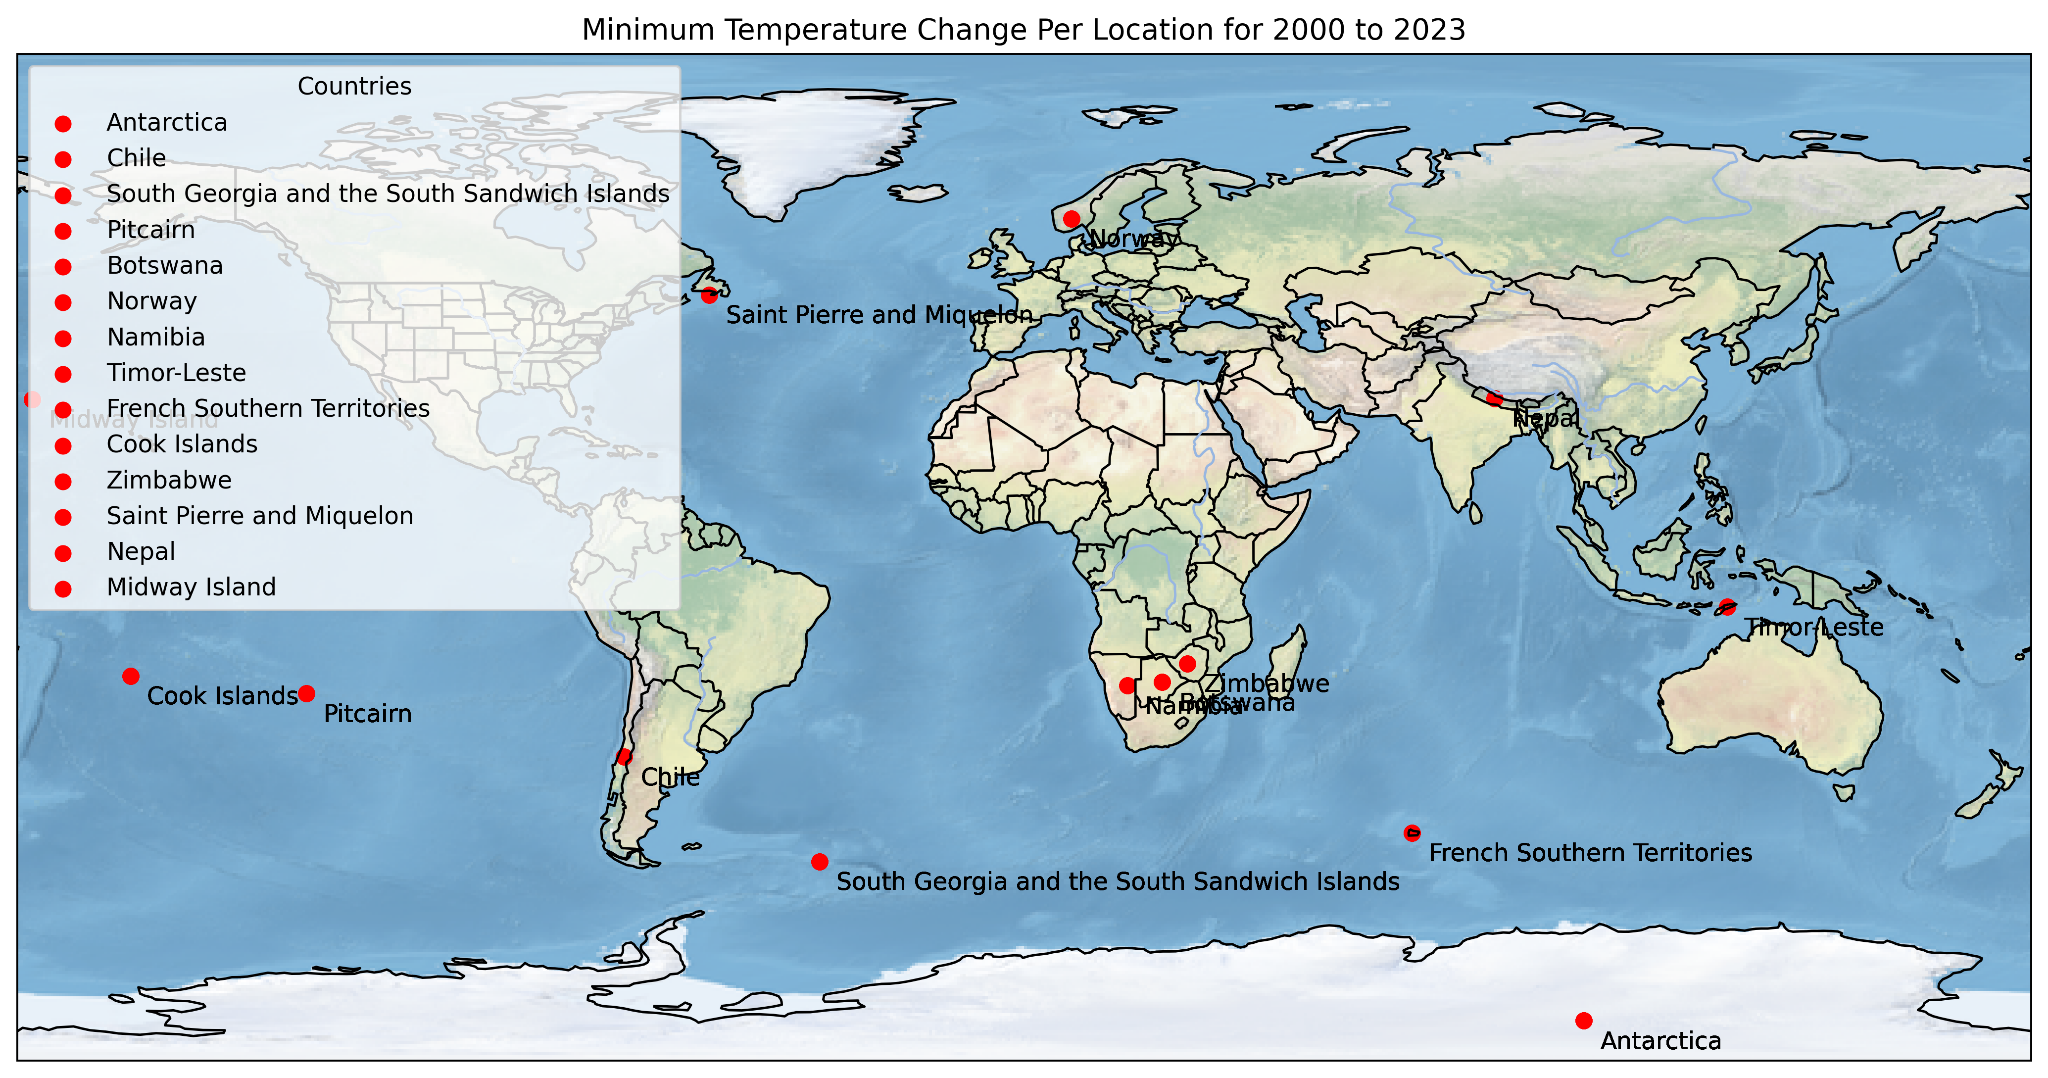 Minimum Temperature Change Per Location for 2000 to 2023
Countries
Antarctica
Chile
South Georgia and the South Sandwich Islands
Pitcairn
Botswana
Norway
Namibia
Timor-Leste
French Southern Territories
Cook Islands
Zimbabwe
Saint Pierre and Miquelon
Nepal
Midway Island
Norway
Saint Pierre and Miquelon
Midway Island
Nepal
Timor-Leste
Zimbabwe
Botswana
Namibia
Cook Islands
Pitcairn
Chile
French Southern Territories
South Georgia and the South Sandwich Islands
Antarctica